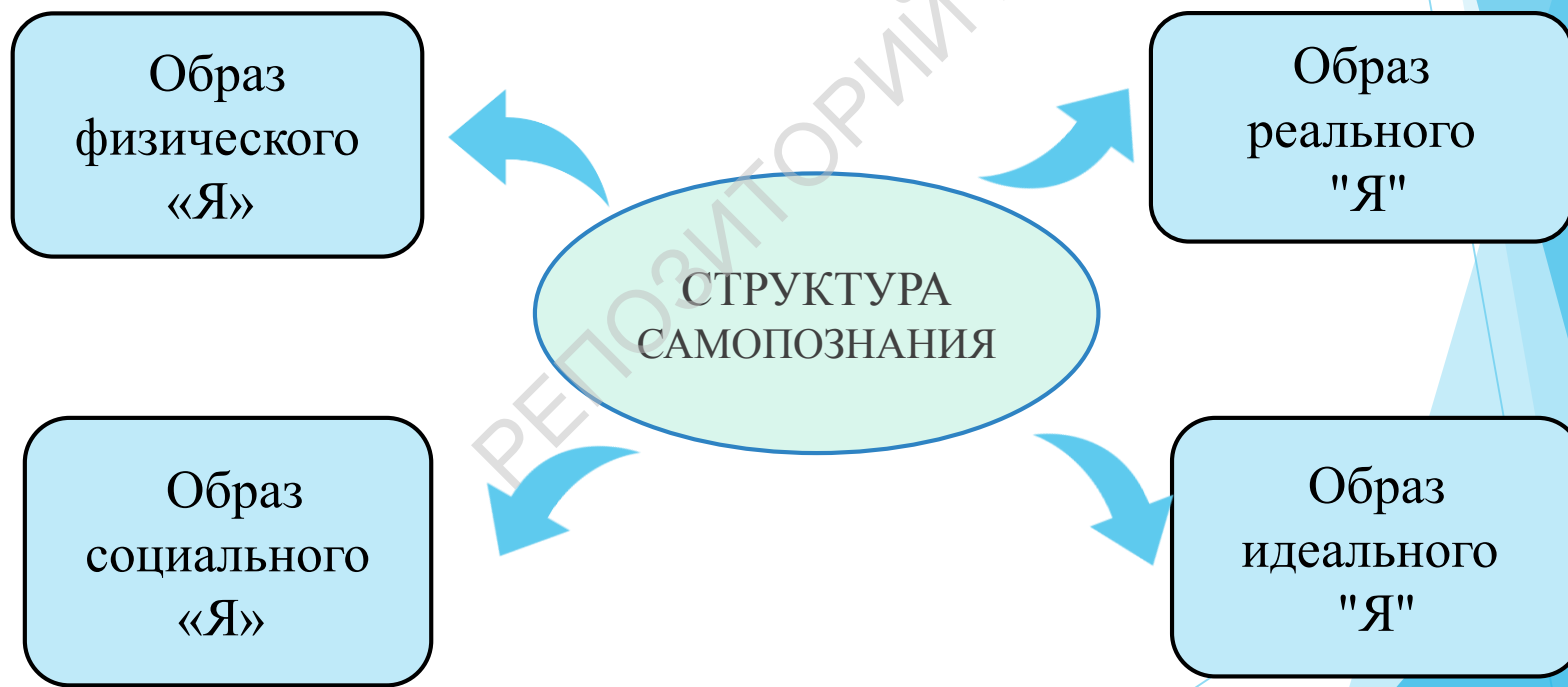 Образ
физического
«Я»
Образ
реального
"Я"
СТРУКТУРА
САМОПОЗНАНИЯ
Образ
социального
«Я»
Образ
идеального
"Я"
РЕПОЗИТОРИЙ